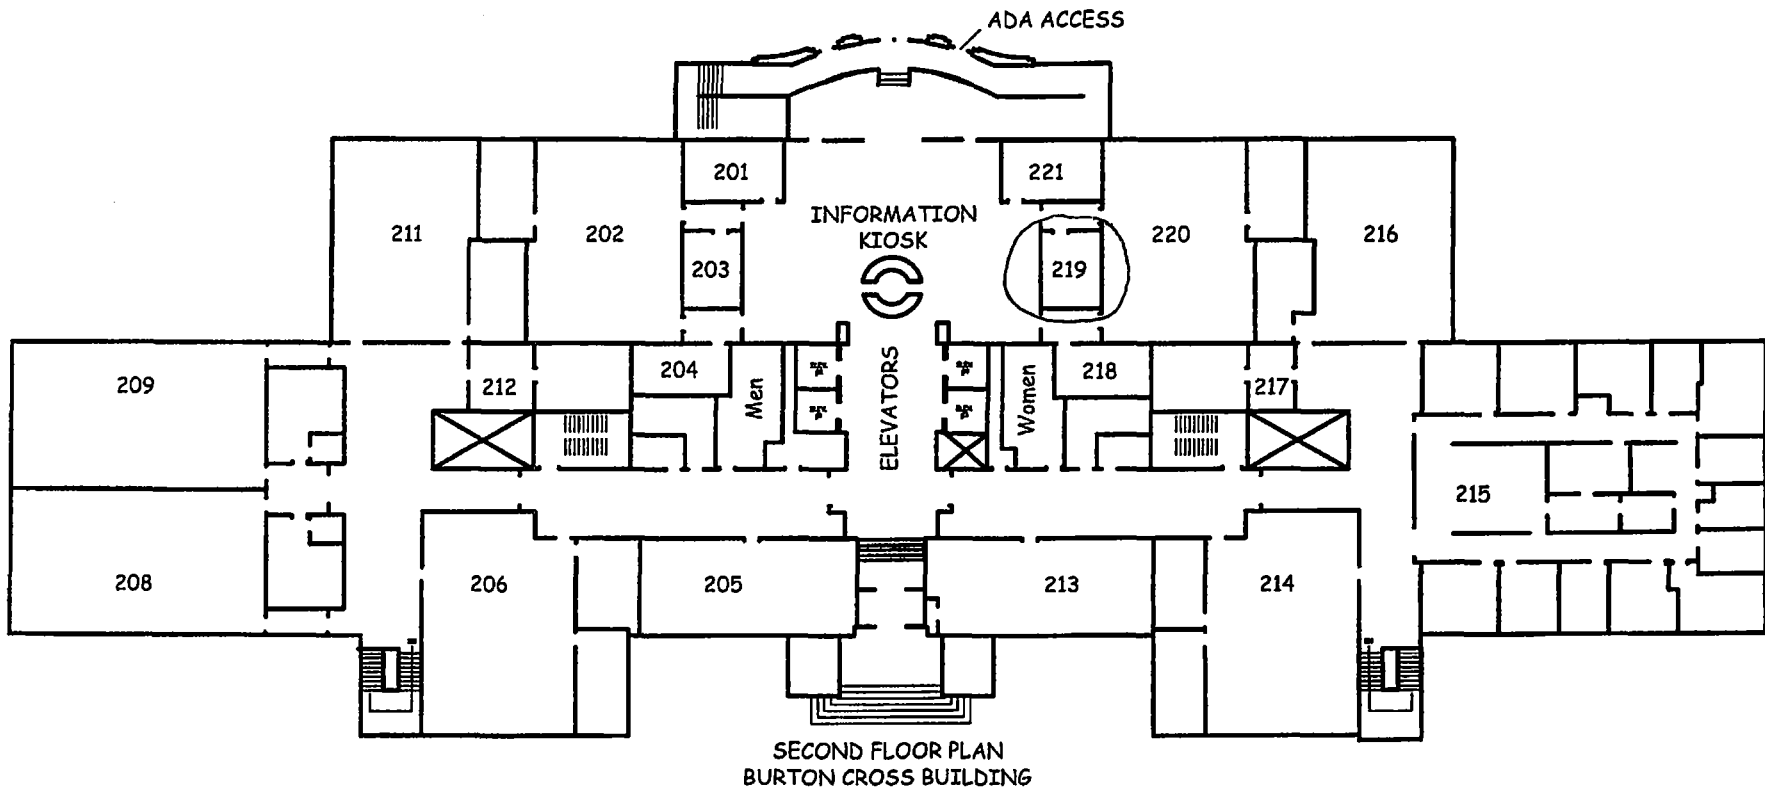 ADA ACCESS
201
221
INFORMATION
KIOSK
211
202
203
219
220
216
209
212
204
Men
ELEVATORS
Women
218
217
215
208
206
205
213
214
SECOND FLOOR PLAN
BURTON CROSS BUILDING